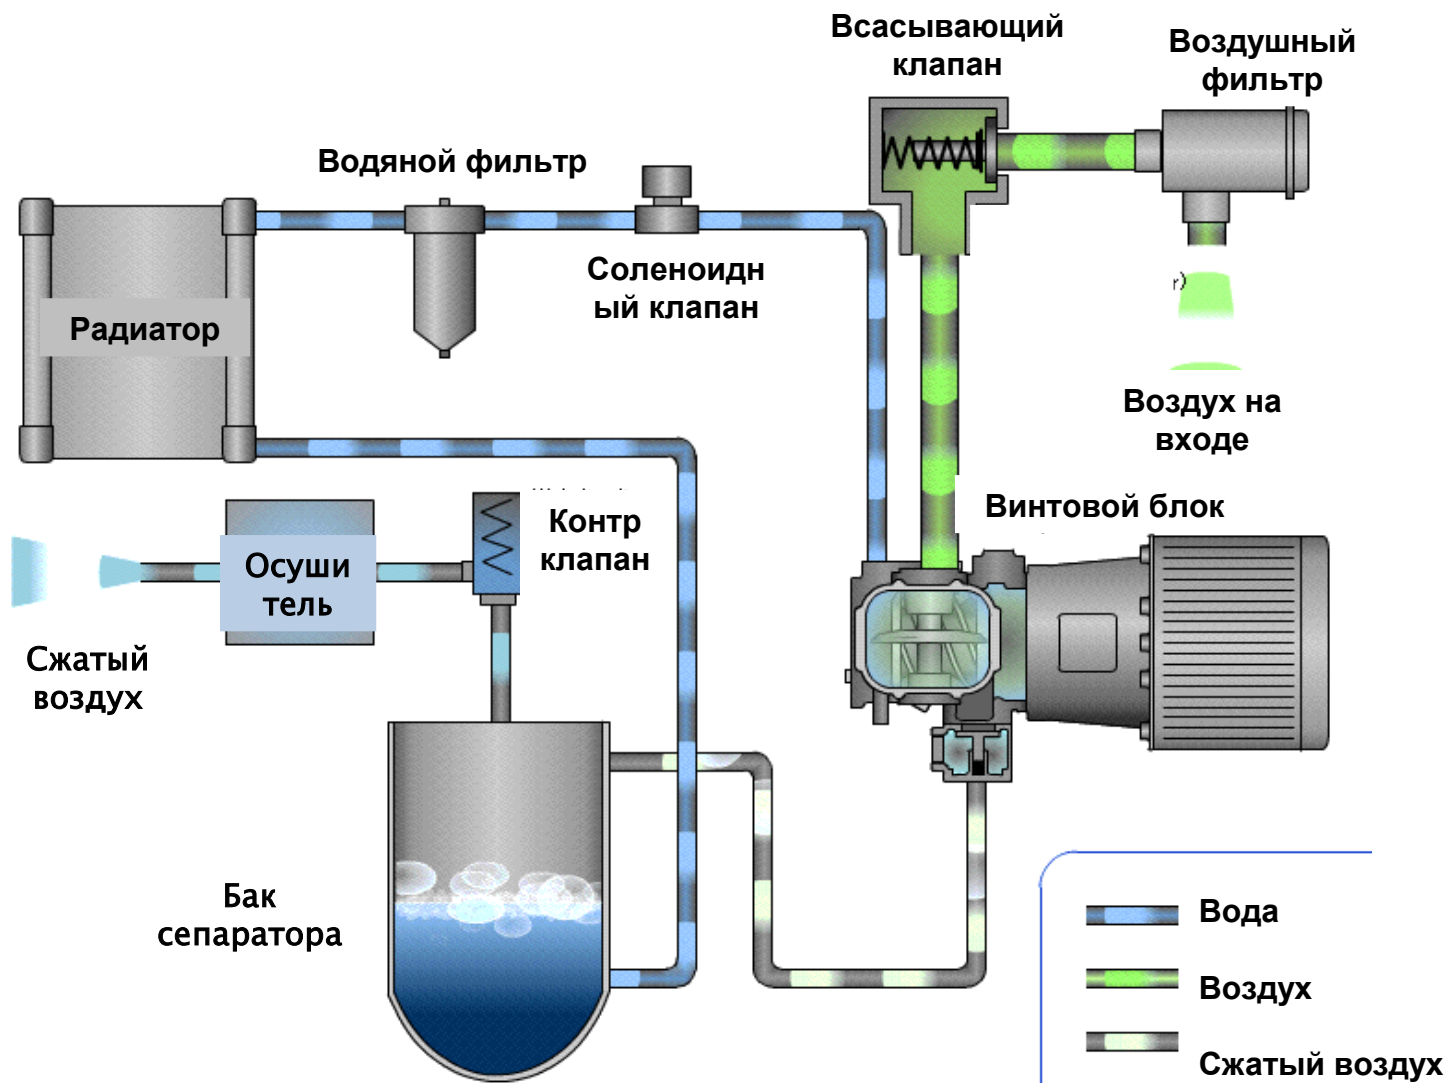 Всасывающий
клапан
Воздушный
фильтр
Водяной фильтр
Соленоидн
ый клапан
r)
Радиатор
Воздух на
входе
Винтовой блок
Контр
клапан
Осуши
тель
Сжатый
воздух
Бак
сепаратора
Вода
Воздух
Сжатый воздух